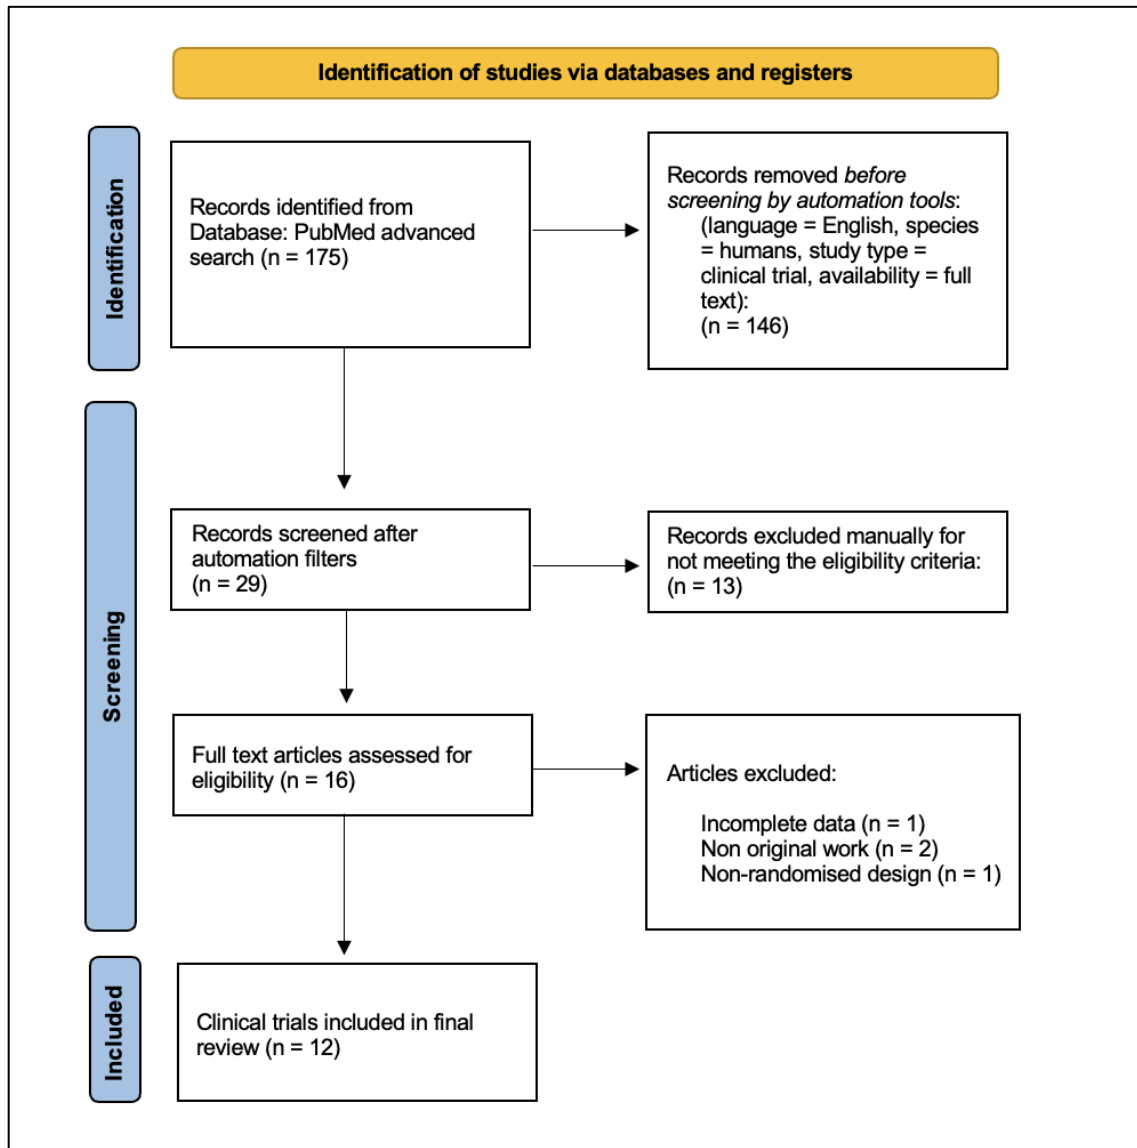 Identification of studies via databases and registers
Identification
Records identified from
Database: PubMed advanced
search (n = 175)
Records removed before
screening by automation tools:
(language = English, species
= humans, study type =
clinical trial, availability = full
text):
(n = 146)
Screening
Records screened after
automation filters
(n = 29)
Records excluded manually for
not meeting the eligibility criteria:
(n = 13)
Full text articles assessed for
eligibility (n = 16)
Articles excluded:
Incomplete data (n = 1)
Non original work (n = 2)
Non-randomised design (n = 1)
Included
Clinical trials included in final
review (n = 12)